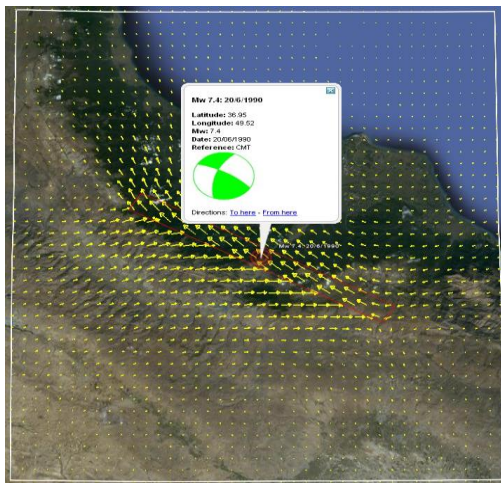 Mw 7.4: 20/6/1990
Latitude: 36.95
Longitude: 49.52
Mw: 7.4
Date: 20/06/1990
Reference: CMT
Directions: To here - From here
Mw 7.4: 20/6/1990